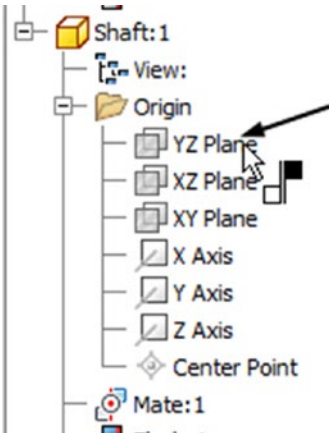 Shaft:1
View:
Origin
YZ Plane
XZ Plane
XY Plane
X Axis
Y Axis
Z Axis
Center Point
Mate:1